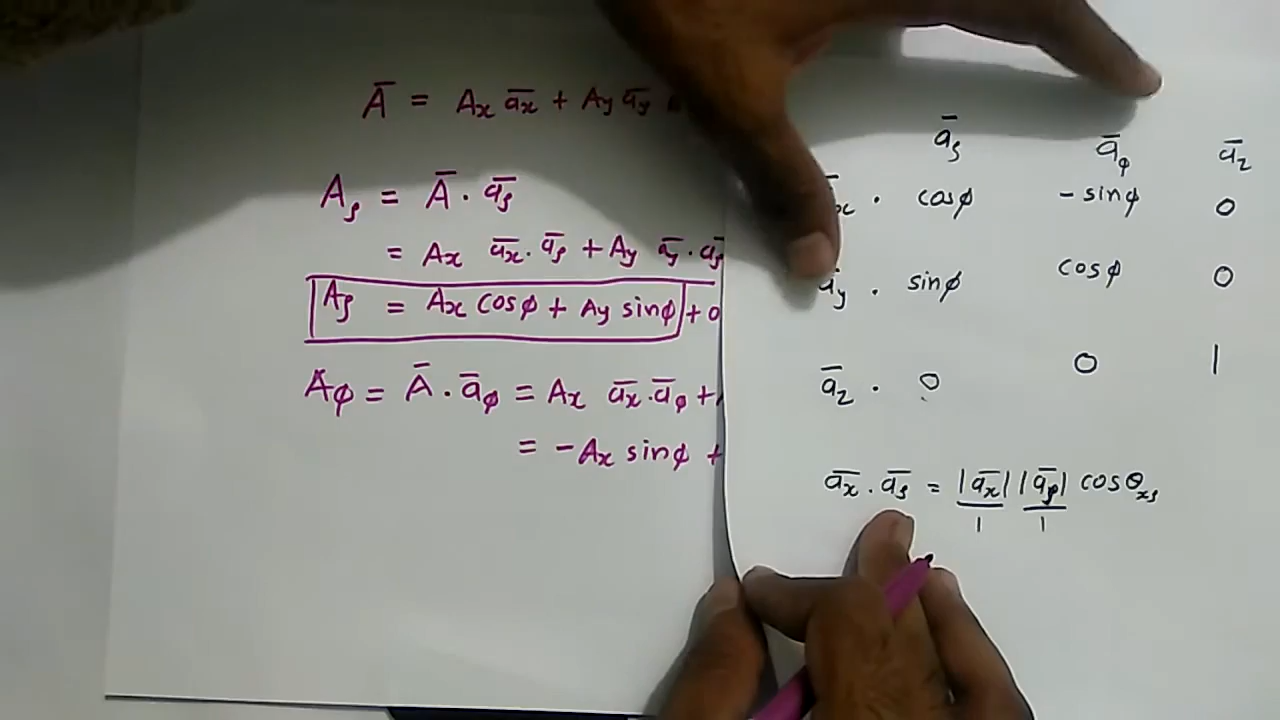 Ā = Ax āx + Ay āy
Aρ = Ā · āρ
= Ax āx · āρ + Ay āy · āρ
Aρ = Ax cosφ + Ay sinφ + 0
Aφ = Ā · āφ = Ax āx · āφ +
= -Ax sinφ +
āρ āφ āz
x · cosφ - sinφ 0
āy · sinφ cosφ 0
āz · 0 0 1
āx · āρ = |āx| |āρ| cosθxρ
1 1